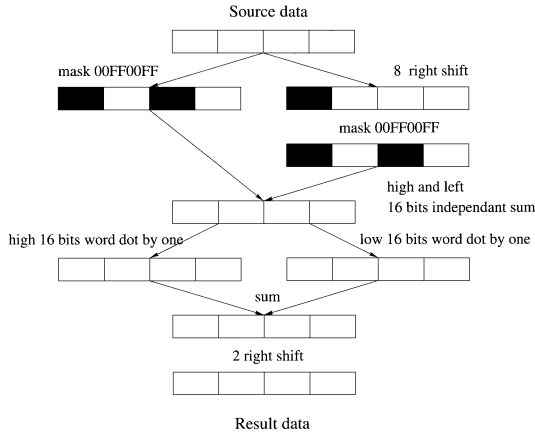 Source data
mask 00FF00FF
8 right shift
mask 00FF00FF
high and left
16 bits independant sum
high 16 bits word dot by one
low 16 bits word dot by one
sum
2 right shift
Result data